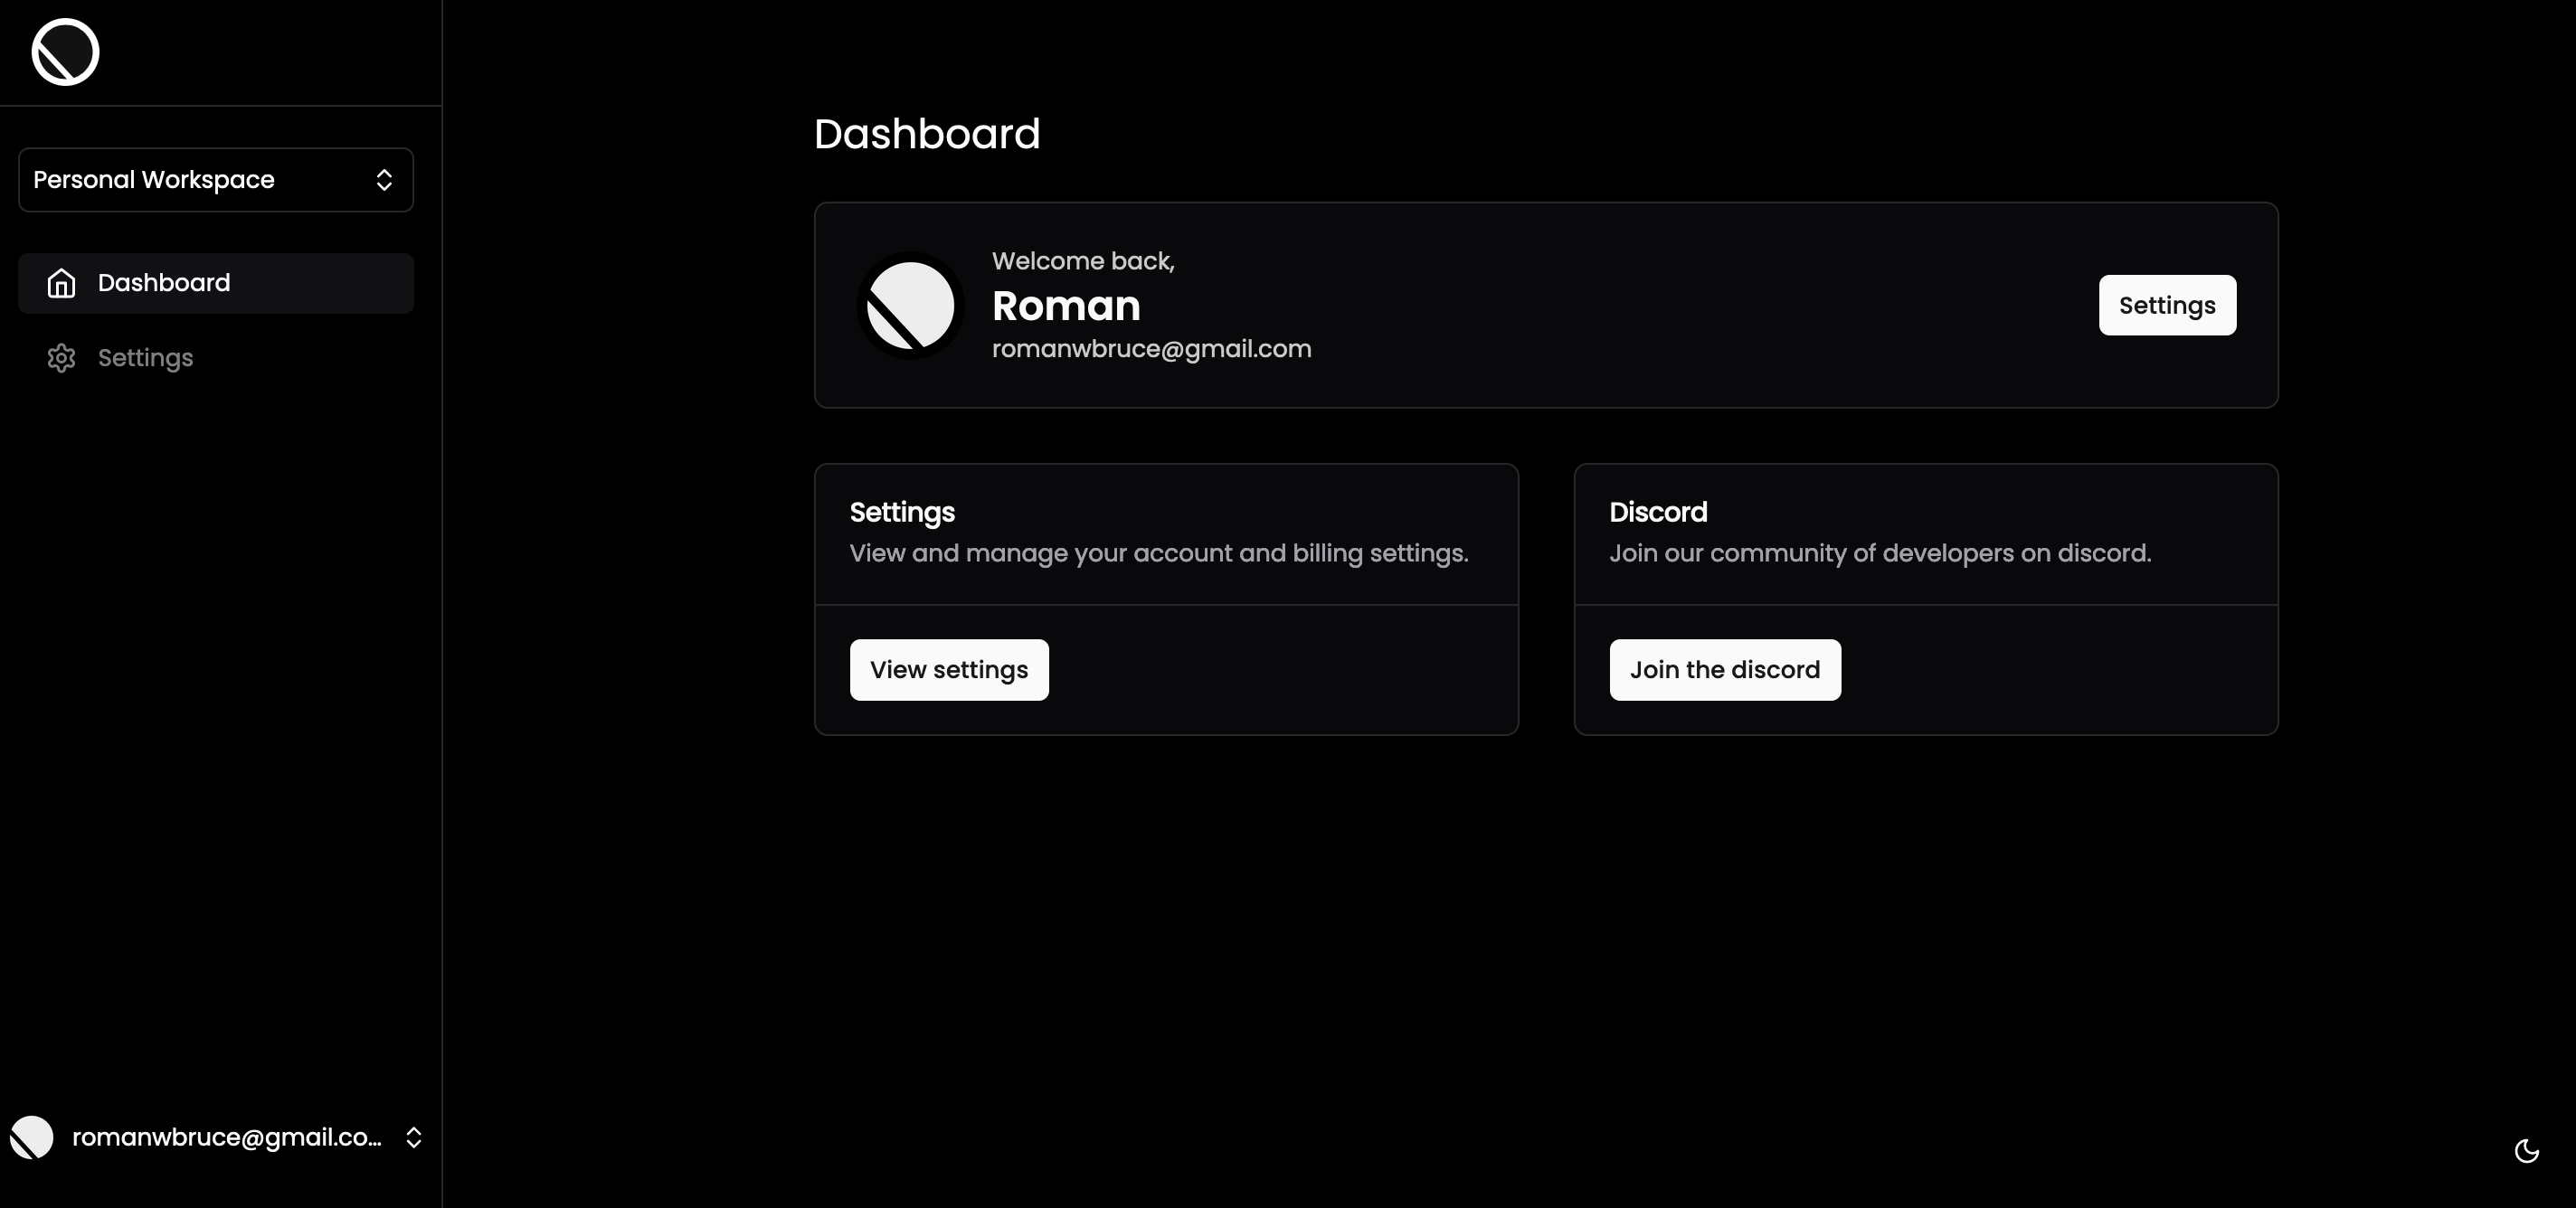 Personal Workspace
Dashboard
Settings
romanwbruce@gmail.co...
Dashboard
Welcome back,
Roman
romanwbruce@gmail.com
Settings
Settings
View and manage your account and billing settings.
View settings
Discord
Join our community of developers on discord.
Join the discord